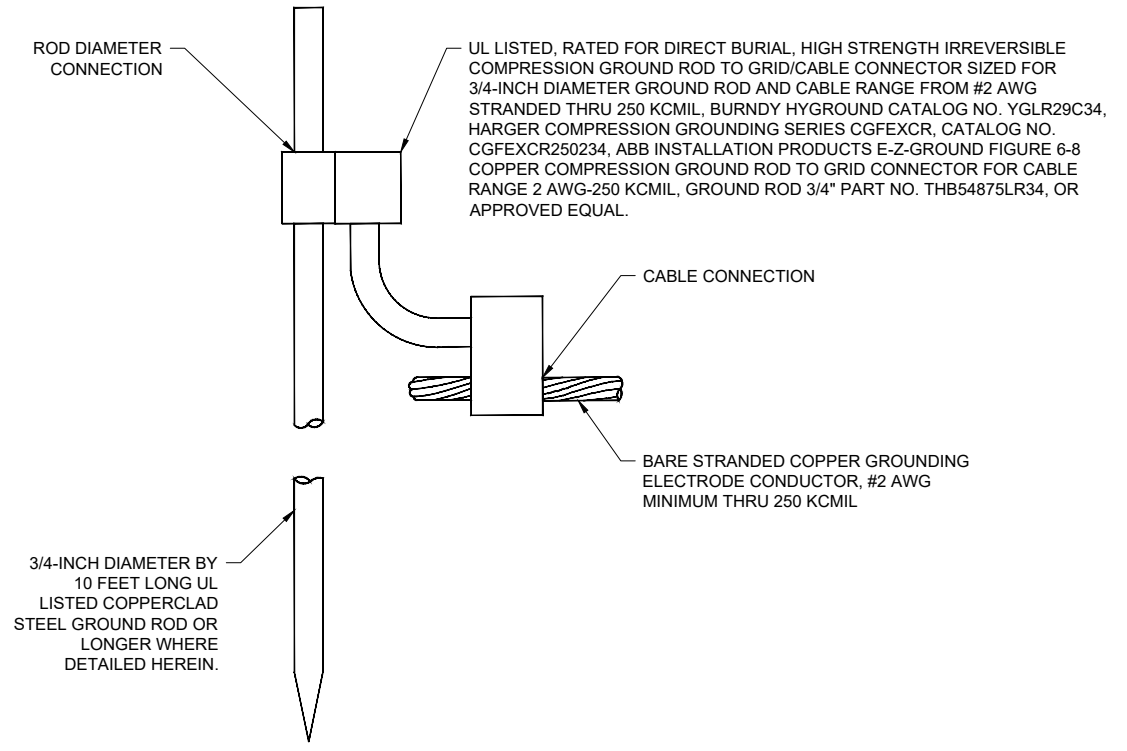 ROD DIAMETER
CONNECTION
UL LISTED, RATED FOR DIRECT BURIAL, HIGH STRENGTH IRREVERSIBLE
COMPRESSION GROUND ROD TO GRID/CABLE CONNECTOR SIZED FOR
3/4-INCH DIAMETER GROUND ROD AND CABLE RANGE FROM #2 AWG
STRANDED THRU 250 KCMIL, BURNDY HYGROUND CATALOG NO. YGLR29C34,
HARGER COMPRESSION GROUNDING SERIES CGFEXCR, CATALOG NO.
CGFEXCR250234, ABB INSTALLATION PRODUCTS E-Z-GROUND FIGURE 6-8
COPPER COMPRESSION GROUND ROD TO GRID CONNECTOR FOR CABLE
RANGE 2 AWG-250 KCMIL, GROUND ROD 3/4" PART NO. THB54875LR34, OR
APPROVED EQUAL.
CABLE CONNECTION
BARE STRANDED COPPER GROUNDING
ELECTRODE CONDUCTOR, #2 AWG
MINIMUM THRU 250 KCMIL
3/4-INCH DIAMETER BY
10 FEET LONG UL
LISTED COPPERCLAD
STEEL GROUND ROD OR
LONGER WHERE
DETAILED HEREIN.